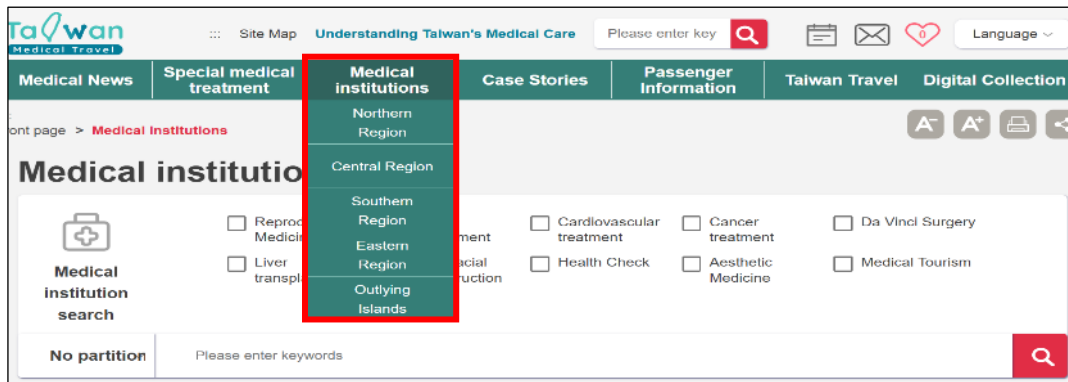 Taiwan
Medical Travel
::: Site Map Understanding Taiwan's Medical Care Please enter key 0 Language
Medical News
Special medical
treatment
Medical
institutions
Case Stories
Passenger
Information
Taiwan Travel
Digital Collection
Northern
Region
Central Region
Southern
Region
Eastern
Region
Outlying
Islands
ont page > Medical Institutions
A- A+
Medical institutio
Medical
institution
search
Reproc
Medicin
ment
Cardiovascular
treatment
Cancer
treatment
Da Vinci Surgery
Liver
transpla
acial
ruction
Health Check
Aesthetic
Medicine
Medical Tourism
No partition Please enter keywords